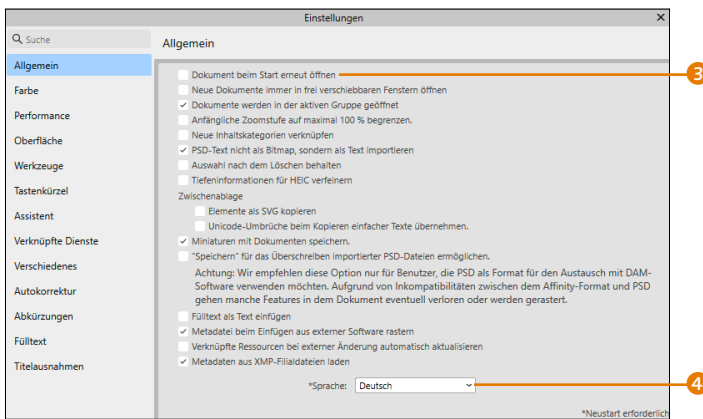 Einstellungen
Suche
Allgemein
Farbe
Performance
Oberfläche
Werkzeuge
Tastenkürzel
Assistent
Verknüpfte Dienste
Verschiedenes
Autokorrektur
Abkürzungen
Fülltext
Titelausnahmen
Allgemein
Dokument beim Start erneut öffnen
3
Neue Dokumente immer in frei verschiebbaren Fenstern öffnen
Dokumente werden in der aktiven Gruppe geöffnet
Anfängliche Zoomstufe auf maximal 100 % begrenzen.
Neue Inhaltskategorien verknüpfen
PSD-Text nicht als Bitmap, sondern als Text importieren
Auswahl nach dem Löschen behalten
Tiefeninformationen für HEIC verfeinern
Zwischenablage
Elemente als SVG kopieren
Unicode-Umbrüche beim Kopieren einfacher Texte übernehmen.
Miniaturen mit Dokumenten speichern.
"Speichern" für das Überschreiben importierter PSD-Dateien ermöglichen.
Achtung: Wir empfehlen diese Option nur für Benutzer, die PSD als Format für den Austausch mit DAM-
Software verwenden möchten. Aufgrund von Inkompatibilitäten zwischen dem Affinity-Format und PSD
gehen manche Features in dem Dokument eventuell verloren oder werden gerastert.
Fülltext als Text einfügen
Metadatei beim Einfügen aus externer Software rastern
Verknüpfte Ressourcen bei externer Änderung automatisch aktualisieren
Metadaten aus XMP-Filialdateien laden
*Sprache: Deutsch
4
*Neustart erforderlich